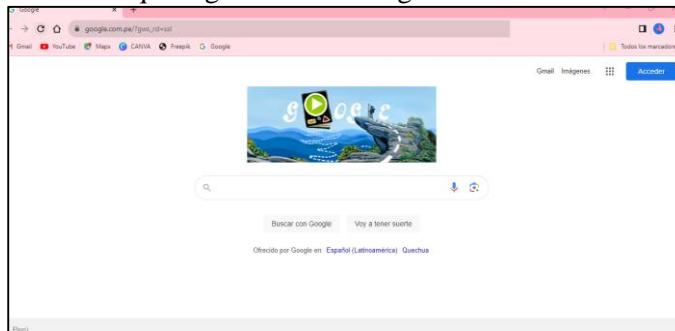 Google
google.com.pe/?gws_rd=ssl
Gmail YouTube Maps CANVA Freepik Google Todos los marcadores
Gmail Imágenes Acceder
GOOGLE
Buscar con Google Voy a tener suerte
Ofrecido por Google en: Español (Latinoamérica) Quechua
Perú